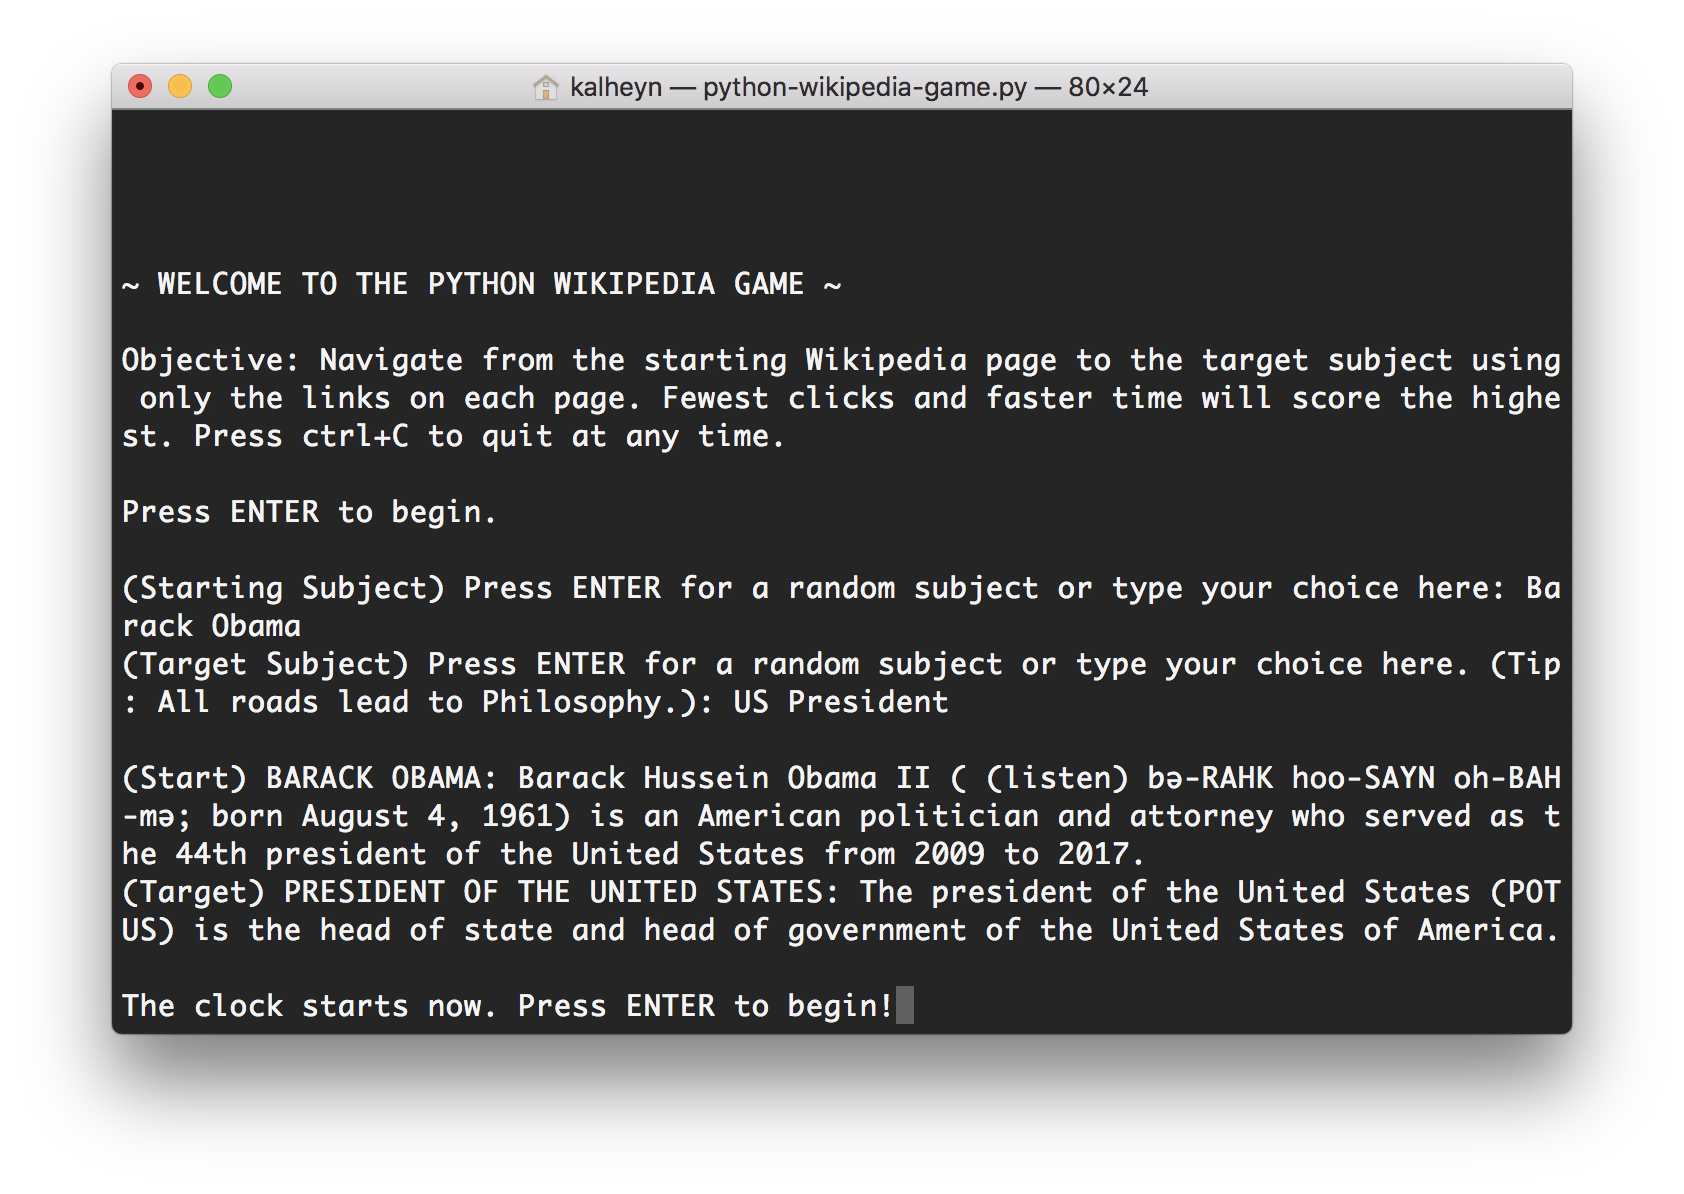 kalheyn — python-wikipedia-game.py — 80×24
~ WELCOME TO THE PYTHON WIKIPEDIA GAME ~
Objective: Navigate from the starting Wikipedia page to the target subject using
 only the links on each page. Fewest clicks and faster time will score the highe
st. Press ctrl+C to quit at any time.
Press ENTER to begin.
(Starting Subject) Press ENTER for a random subject or type your choice here: Ba
rack Obama
(Target Subject) Press ENTER for a random subject or type your choice here. (Tip
: All roads lead to Philosophy.): US President
(Start) BARACK OBAMA: Barack Hussein Obama II ( (listen) bə-RAHK hoo-SAYN oh-BAH
-mə; born August 4, 1961) is an American politician and attorney who served as t
he 44th president of the United States from 2009 to 2017.
(Target) PRESIDENT OF THE UNITED STATES: The president of the United States (POT
US) is the head of state and head of government of the United States of America.
The clock starts now. Press ENTER to begin!